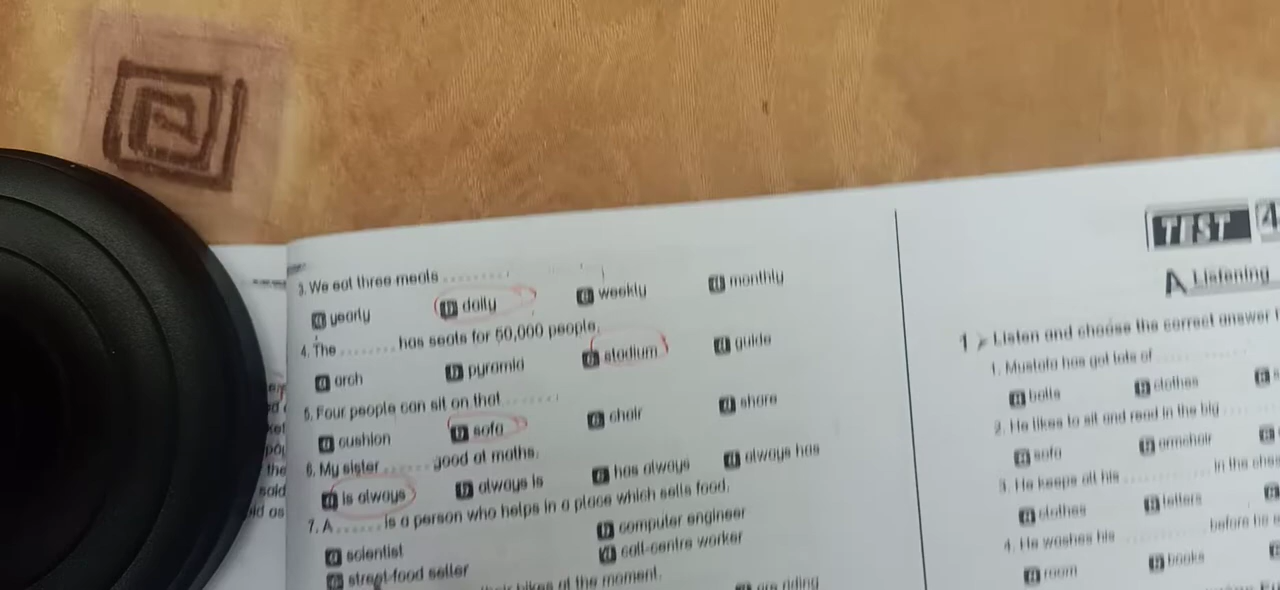 3. We eat three meals ........
a yearly b daily c weekly d monthly
4. The ........ has seats for 50,000 people.
a arch b pyramid c stadium d guide
5. Four people can sit on that ........
a cushion b sofa c chair d share
6. My sister ........ good at maths.
a is always b always is c has always d always has
7. A ........ is a person who helps in a place which sells food.
a scientist b computer engineer
c street-food seller d call-centre worker
their bikes at the moment.
are riding
TEST 4
A Listening
1 > Listen and choose the correct answer
1. Mustafa has got lots of ........
a balls b clothes
2. He likes to sit and read in the big ........
a sofa b armchair
3. He keeps all his ........ in the
a clothes b letters
4. He washes his ........ before he
a room b books
the
said